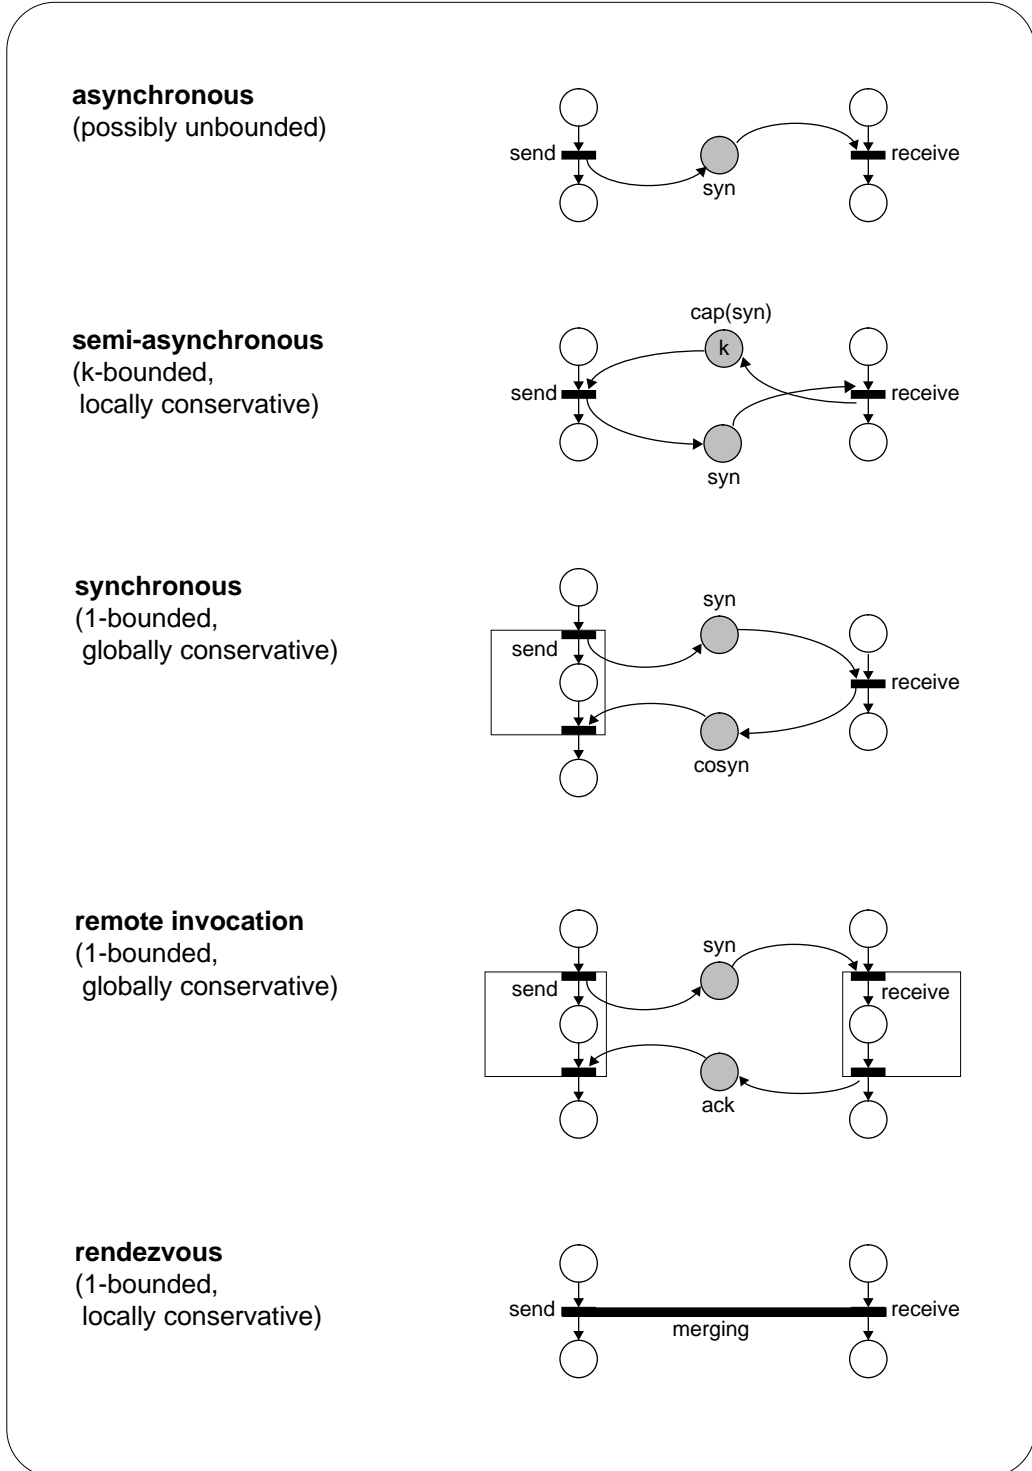 asynchronous
(possibly unbounded)
send
syn
receive
semi-asynchronous
(k-bounded,
locally conservative)
cap(syn)
k
send
receive
syn
synchronous
(1-bounded,
globally conservative)
syn
send
receive
cosyn
remote invocation
(1-bounded,
globally conservative)
syn
send
receive
ack
rendezvous
(1-bounded,
locally conservative)
send
receive
merging